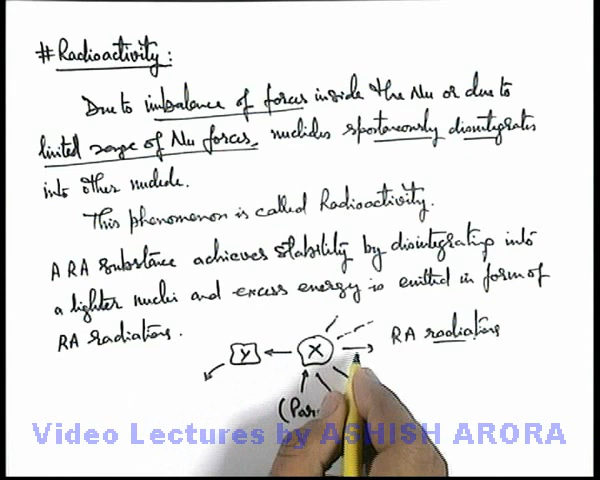 # Radioactivity :
Due to imbalance of forces inside the Nu or due to
limited range of Nu forces, nuclides spontaneously disintegrates
into other nuclide.
This phenomenon is called Radioactivity.
A RA substance achieves stability by disintegrating into
a lighter nuclei and excess energy is emitted in form of
RA radiations.
Y X RA radiations
(Par
Video Lectures by ASHISH ARORA